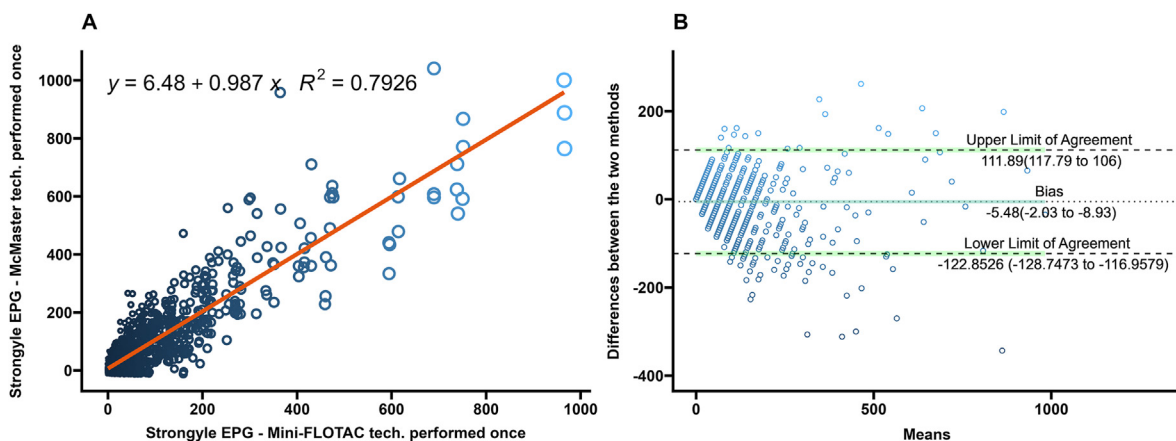 A
y = 6.48 + 0.987 x, R² = 0.7926
1000
800
600
400
200
0
0 200 400 600 800 1000
Strongyle EPG - McMaster tech. performed once
Strongyle EPG - Mini-FLOTAC tech. performed once
B
200
0
-200
-400
0 500 1000
Differences between the two methods
Means
Upper Limit of Agreement
111.89(117.79 to 106)
Bias
-5.48(-2.03 to -8.93)
Lower Limit of Agreement
-122.8526 (-128.7473 to -116.9579)